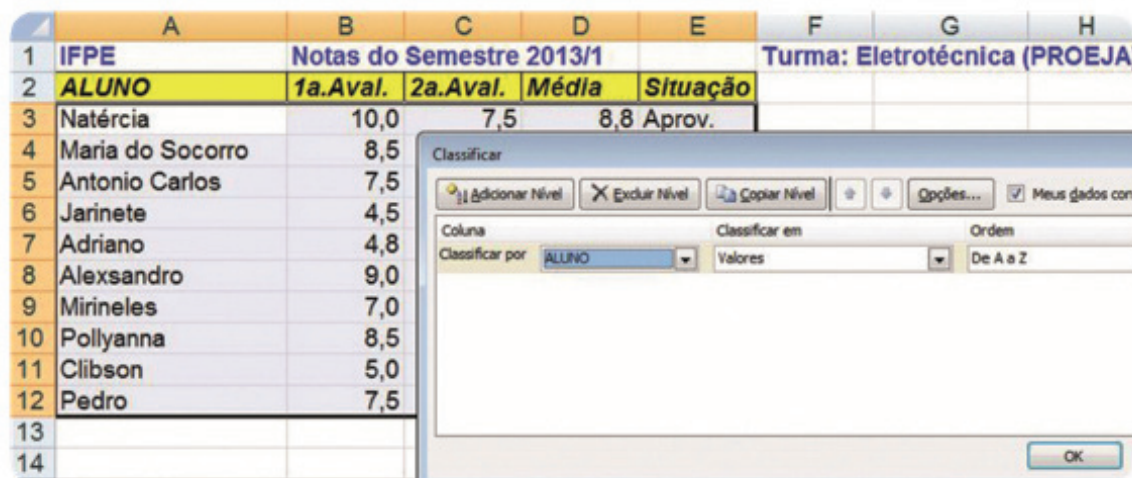 A B C D E F G H
1 IFPE Notas do Semestre 2013/1 Turma: Eletrotécnica (PROEJA
2 ALUNO 1a.Aval. 2a.Aval. Média Situação
3 Natércia 10,0 7,5 8,8 Aprov.
4 Maria do Socorro 8,5
5 Antonio Carlos 7,5
6 Jarinete 4,5
7 Adriano 4,8
8 Alexsandro 9,0
9 Mirineles 7,0
10 Pollyanna 8,5
11 Clibson 5,0
12 Pedro 7,5
13
14
Classificar
Adicionar Nível Excluir Nível Copiar Nível Opções... Meus dados con
Coluna Classificar em Ordem
Classificar por ALUNO Valores De A a Z
OK